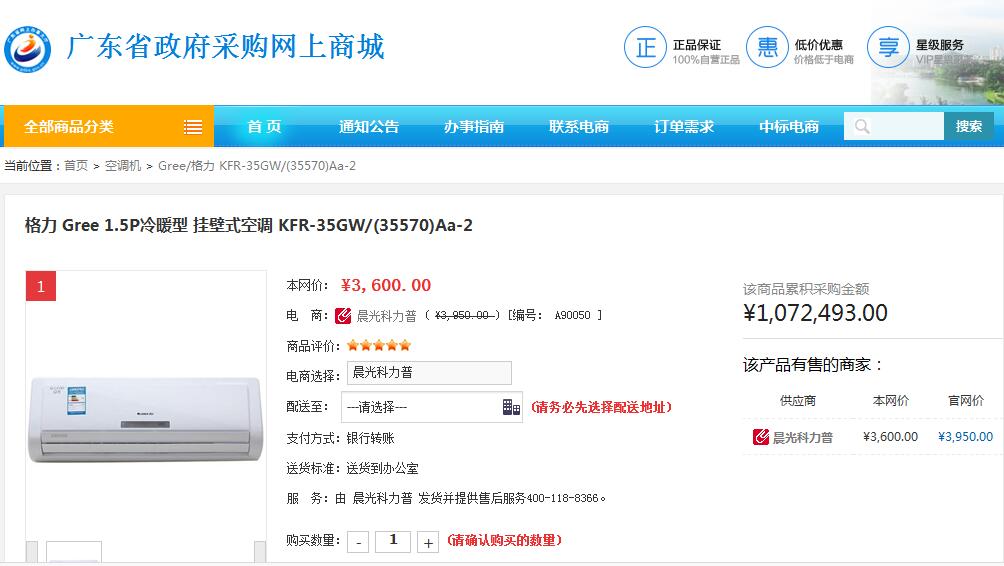 广东省政府采购网上商城
正 正品保证 100%自营正品
惠 低价优惠 价格低于电商
享 星级服务 VIP星级服务
全部商品分类 首 页 通知公告 办事指南 联系电商 订单需求 中标电商 搜索
当前位置：首页 > 空调机 > Gree/格力 KFR-35GW/(35570)Aa-2
格力 Gree 1.5P冷暖型 挂壁式空调 KFR-35GW/(35570)Aa-2
1
本网价： ¥3,600.00
电 商： 晨光科力普 （ ¥3,950.00 ）[编号： A90050 ]
商品评价：
电商选择： 晨光科力普
配送至： ---请选择--- （请务必先选择配送地址）
支付方式：银行转账
送货标准：送货到办公室
服 务：由 晨光科力普 发货并提供售后服务400-118-8366。
购买数量： - 1 + （请确认购买的数量）
该商品累积采购金额
¥1,072,493.00
该产品有售的商家：
供应商 本网价 官网价
晨光科力普 ¥3,600.00 ¥3,950.00